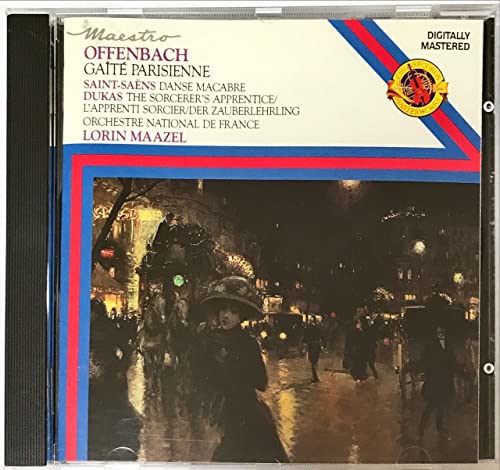 Maestro
DIGITALLY
MASTERED
OFFENBACH
GAÎTÉ PARISIENNE
SAINT-SAËNS DANSE MACABRE
DUKAS THE SORCERER'S APPRENTICE/
L'APPRENTI SORCIER/DER ZAUBERLEHRLING
ORCHESTRE NATIONAL DE FRANCE
LORIN MAAZEL